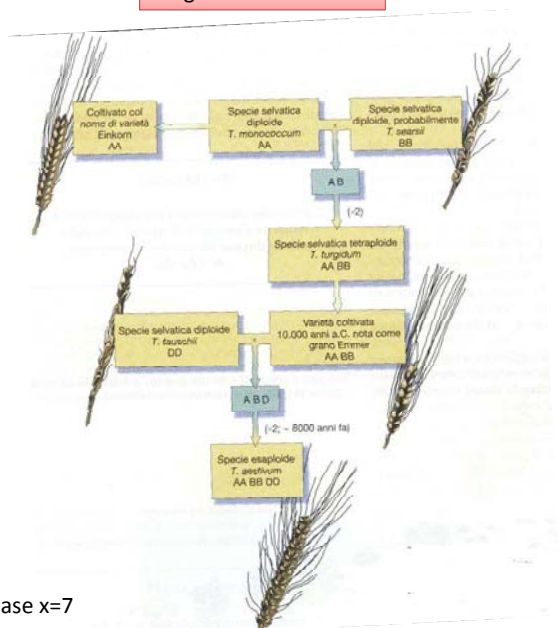 Coltivato col
nome di varietà
Einkorn
AA
Specie selvatica
diploide
T. monococcum
AA
Specie selvatica
diploide, probabilmente
T. searsii
BB
x
A B
(×2)
Specie selvatica tetraploide
T. turgidum
AA BB
Specie selvatica diploide
T. tauschii
DD
x
Varietà coltivata
10.000 anni a.C. nota come
grano Emmer
AA BB
A B D
(×2; ~ 8000 anni fa)
Specie esaploide
T. aestivum
AA BB DD
ase x=7